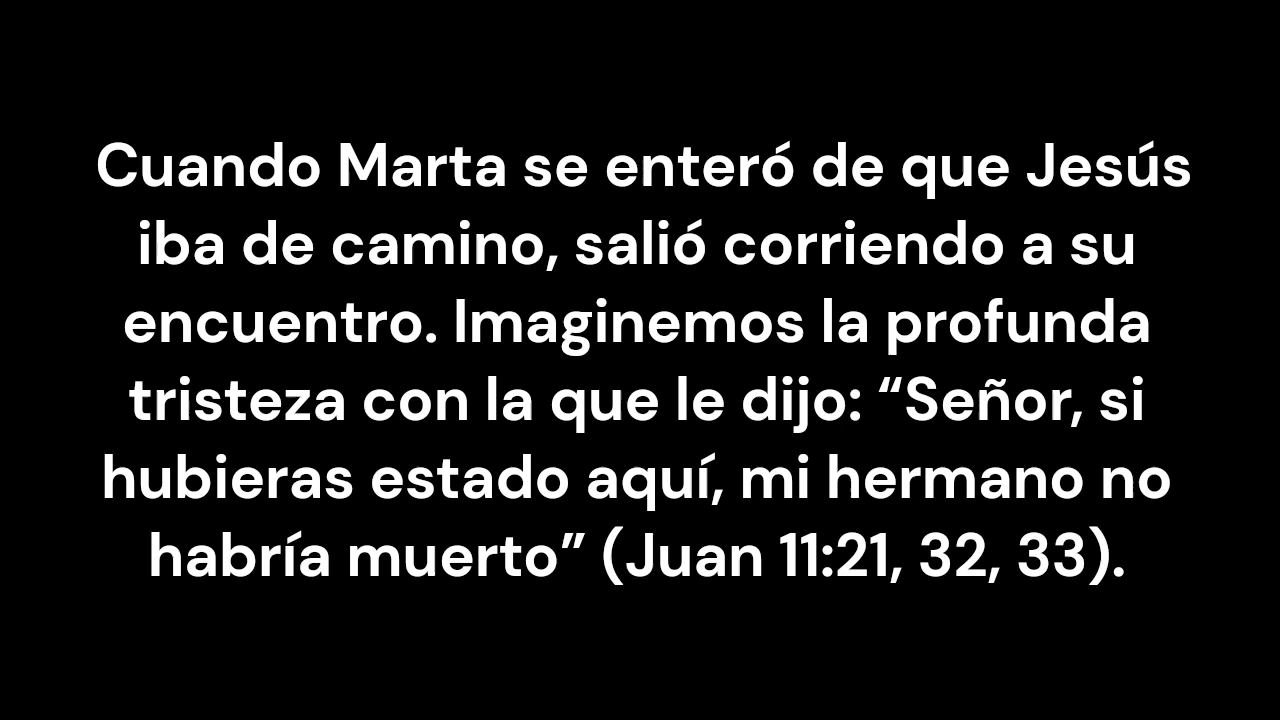 Cuando Marta se enteró de que Jesús
iba de camino, salió corriendo a su
encuentro. Imaginemos la profunda
tristeza con la que le dijo: “Señor, si
hubieras estado aquí, mi hermano no
habría muerto” (Juan 11:21, 32, 33).